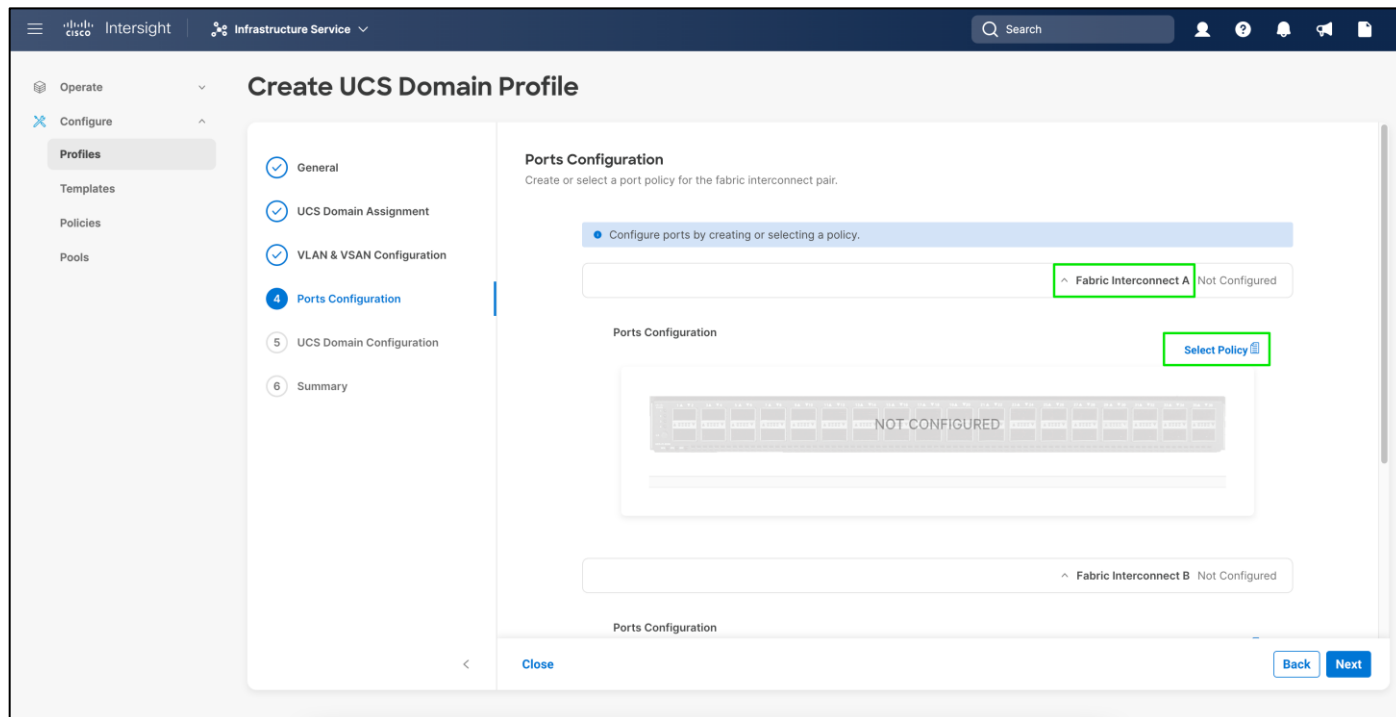 cisco Intersight Infrastructure Service Search
Operate
Configure
Profiles
Templates
Policies
Pools
Create UCS Domain Profile
General
UCS Domain Assignment
VLAN & VSAN Configuration
4 Ports Configuration
5 UCS Domain Configuration
6 Summary
Ports Configuration
Create or select a port policy for the fabric interconnect pair.
Configure ports by creating or selecting a policy.
Fabric Interconnect A Not Configured
Ports Configuration
Select Policy
NOT CONFIGURED
Fabric Interconnect B Not Configured
Ports Configuration
Close
Back
Next